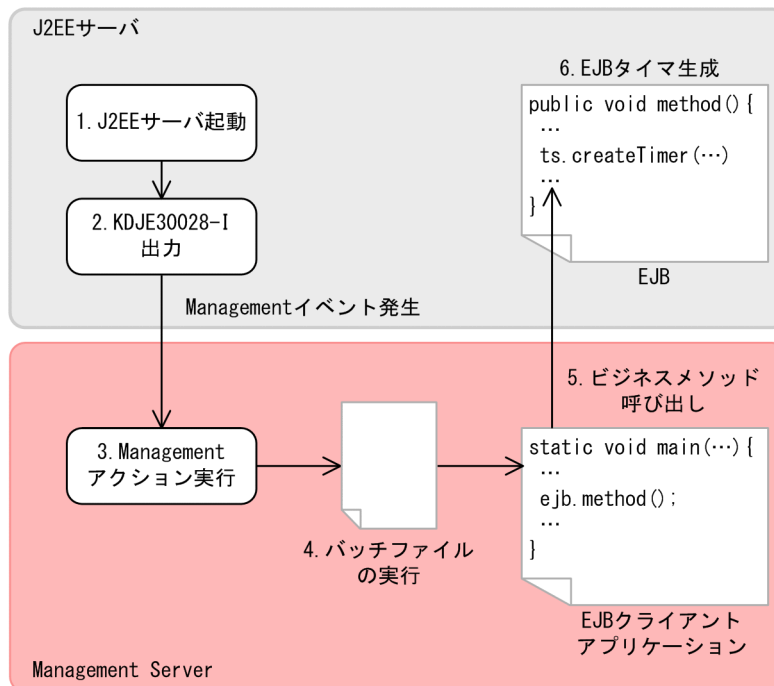 J2EEサーバ
1.J2EEサーバ起動
2.KDJE30028-I
出力
Managementイベント発生
6.EJBタイマ生成
public void method(){
…
ts.createTimer(…)
…
}
EJB
3.Management
アクション実行
4.バッチファイル
の実行
5.ビジネスメソッド
呼び出し
static void main(…){
…
ejb.method();
…
}
EJBクライアント
アプリケーション
Management Server